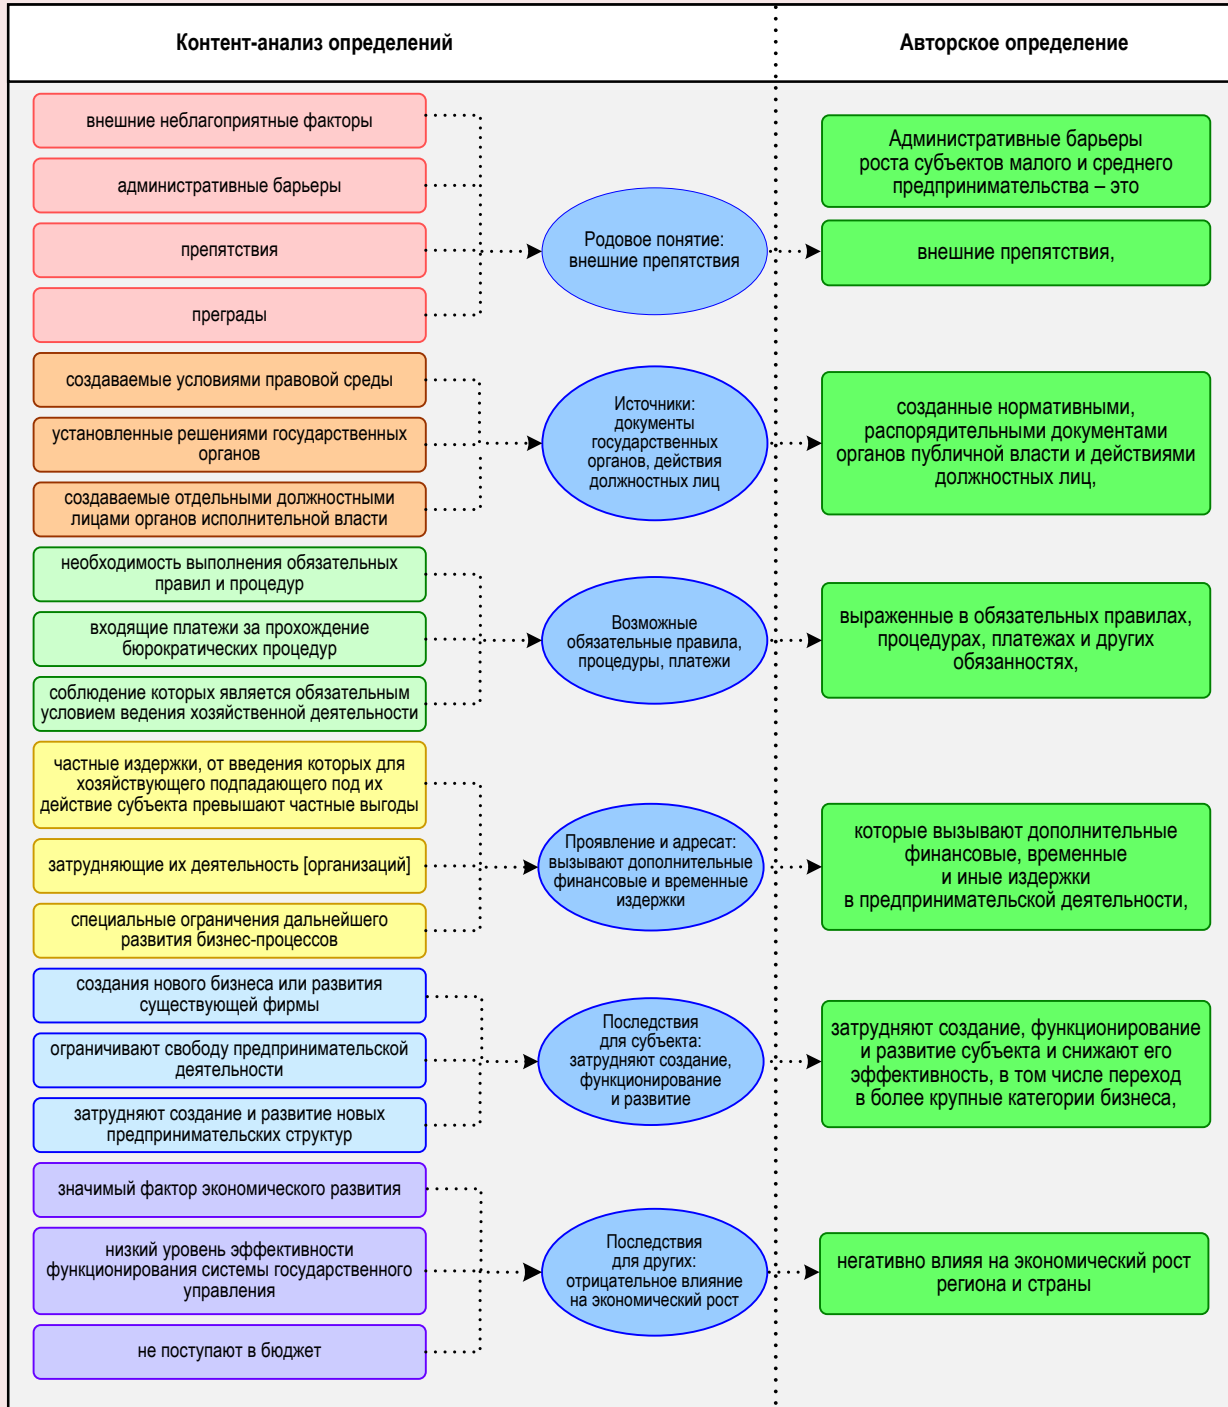 Контент-анализ определений
Авторское определение
внешние неблагоприятные факторы
административные барьеры
препятствия
преграды
Родовое понятие:
внешние препятствия
Административные барьеры
роста субъектов малого и среднего
предпринимательства – это
внешние препятствия,
создаваемые условиями правовой среды
установленные решениями государственных
органов
создаваемые отдельными должностными
лицами органов исполнительной власти
Источники:
документы
государственных
органов, действия
должностных лиц
созданные нормативными,
распорядительными документами
органов публичной власти и действиями
должностных лиц,
необходимость выполнения обязательных
правил и процедур
входящие платежи за прохождение
бюрократических процедур
соблюдение которых является обязательным
условием ведения хозяйственной деятельности
Возможные
обязательные правила,
процедуры, платежи
выраженные в обязательных правилах,
процедурах, платежах и других
обязанностях,
частные издержки, от введения которых для
хозяйствующего подпадающего под их
действие субъекта превышают частные выгоды
затрудняющие их деятельность [организаций]
специальные ограничения дальнейшего
развития бизнес-процессов
Проявление и адресат:
вызывают дополнительные
финансовые и временные
издержки
которые вызывают дополнительные
финансовые, временные
и иные издержки
в предпринимательской деятельности,
создания нового бизнеса или развития
существующей фирмы
ограничивают свободу предпринимательской
деятельности
затрудняют создание и развитие новых
предпринимательских структур
Последствия
для субъекта:
затрудняют создание,
функционирование
и развитие
затрудняют создание, функционирование
и развитие субъекта и снижают его
эффективность, в том числе переход
в более крупные категории бизнеса,
значимый фактор экономического развития
низкий уровень эффективности
функционирования системы государственного
управления
не поступают в бюджет
Последствия
для других:
отрицательное влияние
на экономический рост
негативно влияя на экономический рост
региона и страны